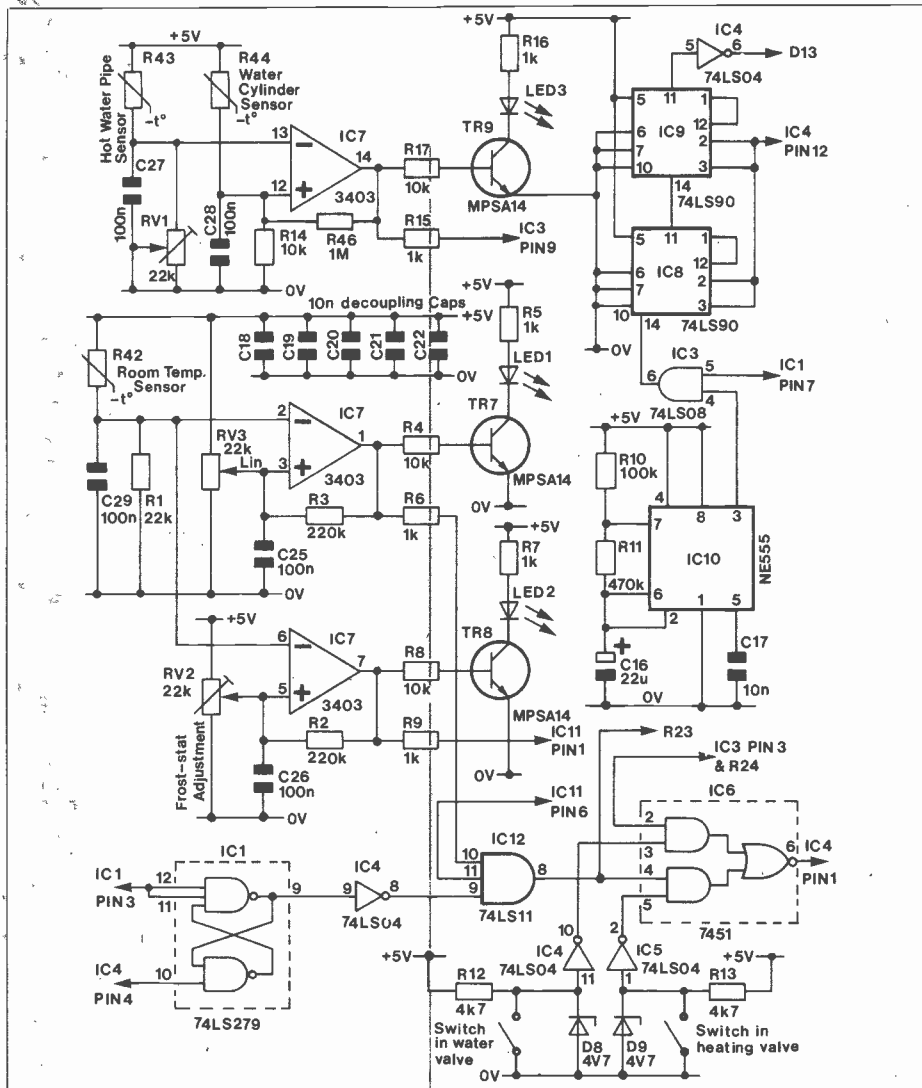 +5V
R43
-t°
Hot Water Pipe
Sensor
R44
Water
Cylinder
Sensor
-t°
C27
100n
RV1
22k
C28
100n
13
12
IC7
14
3403
R14
10k
R46
1M
0V
R17
10k
R15
1k
IC3
PIN9
+5V
R16
1k
LED3
TR9
MPSA14
IC4
5
6
D13
74LS04
5
11
1
12
6
IC9
2
7
10
3
14
74LS90
IC4
PIN12
5
11
1
6
IC8
12
7
2
10
3
14
74LS90
0V
10n decoupling Caps
+5V
C18
C19
C20
C21
C22
0V
R42
Room Temp.
Sensor
-t°
C29
100n
R1
22k
RV3
22k
Lin
2
3
IC7
1
3403
R3
220k
C25
100n
0V
R4
10k
R6
1k
+5V
R5
1k
LED1
TR7
MPSA14
0V
IC3
6
5
4
74LS08
IC1
PIN7
+5V
R10
100k
R11
470k
4
8
3
7
IC10
6
2
1
5
NE555
C16
22u
C17
10n
0V
+5V
RV2
22k
Frost-stat
Adjustment
6
5
IC7
7
3403
R2
220k
C26
100n
0V
R8
10k
R9
1k
IC11
PIN1
+5V
R7
1k
LED2
TR8
MPSA14
0V
R23
IC3 PIN3
& R24
IC11
PIN6
IC6
2
3
4
5
6
7451
IC4
PIN1
IC12
10
11
9
8
74LS11
IC1
IC1
PIN3
12
11
9
IC4
PIN4
10
74LS279
IC4
9
8
74LS04
10
IC4
74LS04
11
2
IC5
74LS04
1
+5V
R12
4k7
Switch
in water
valve
D8
4V7
D9
4V7
0V
+5V
R13
4k7
Switch in
heating valve